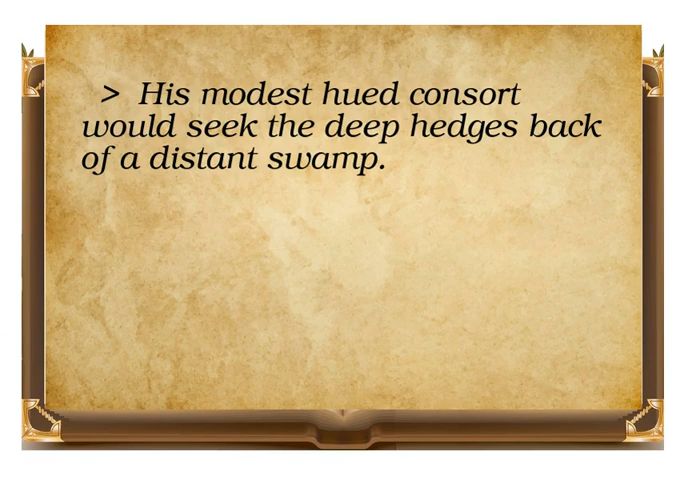 > His modest hued consort
would seek the deep hedges back
of a distant swamp.